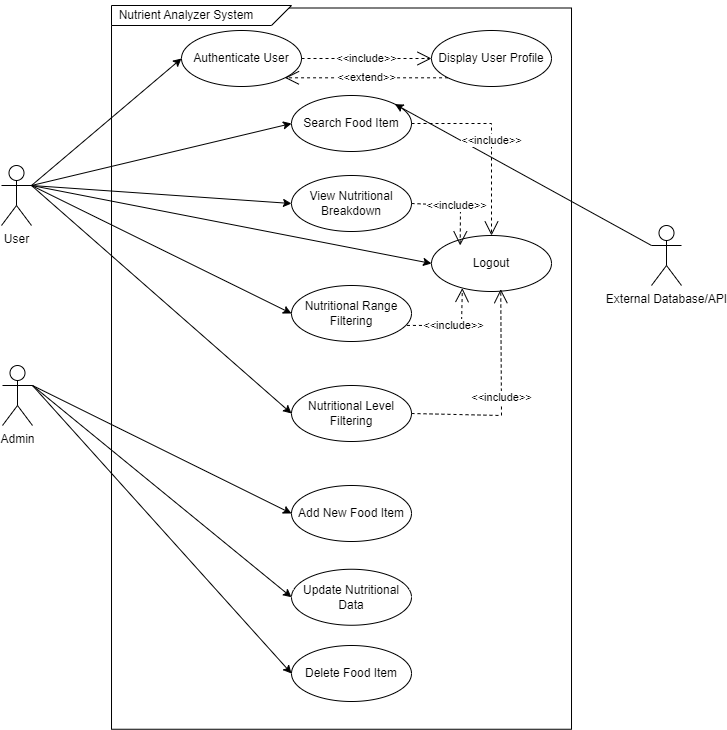 Nutrient Analyzer System
Authenticate User
<<include>>
Display User Profile
<<extend>>
Search Food Item
<<include>>
View Nutritional
Breakdown
<<include>>
User
Logout
External Database/API
Nutritional Range
Filtering
<<include>>
Nutritional Level
Filtering
<<include>>
Admin
Add New Food Item
Update Nutritional
Data
Delete Food Item